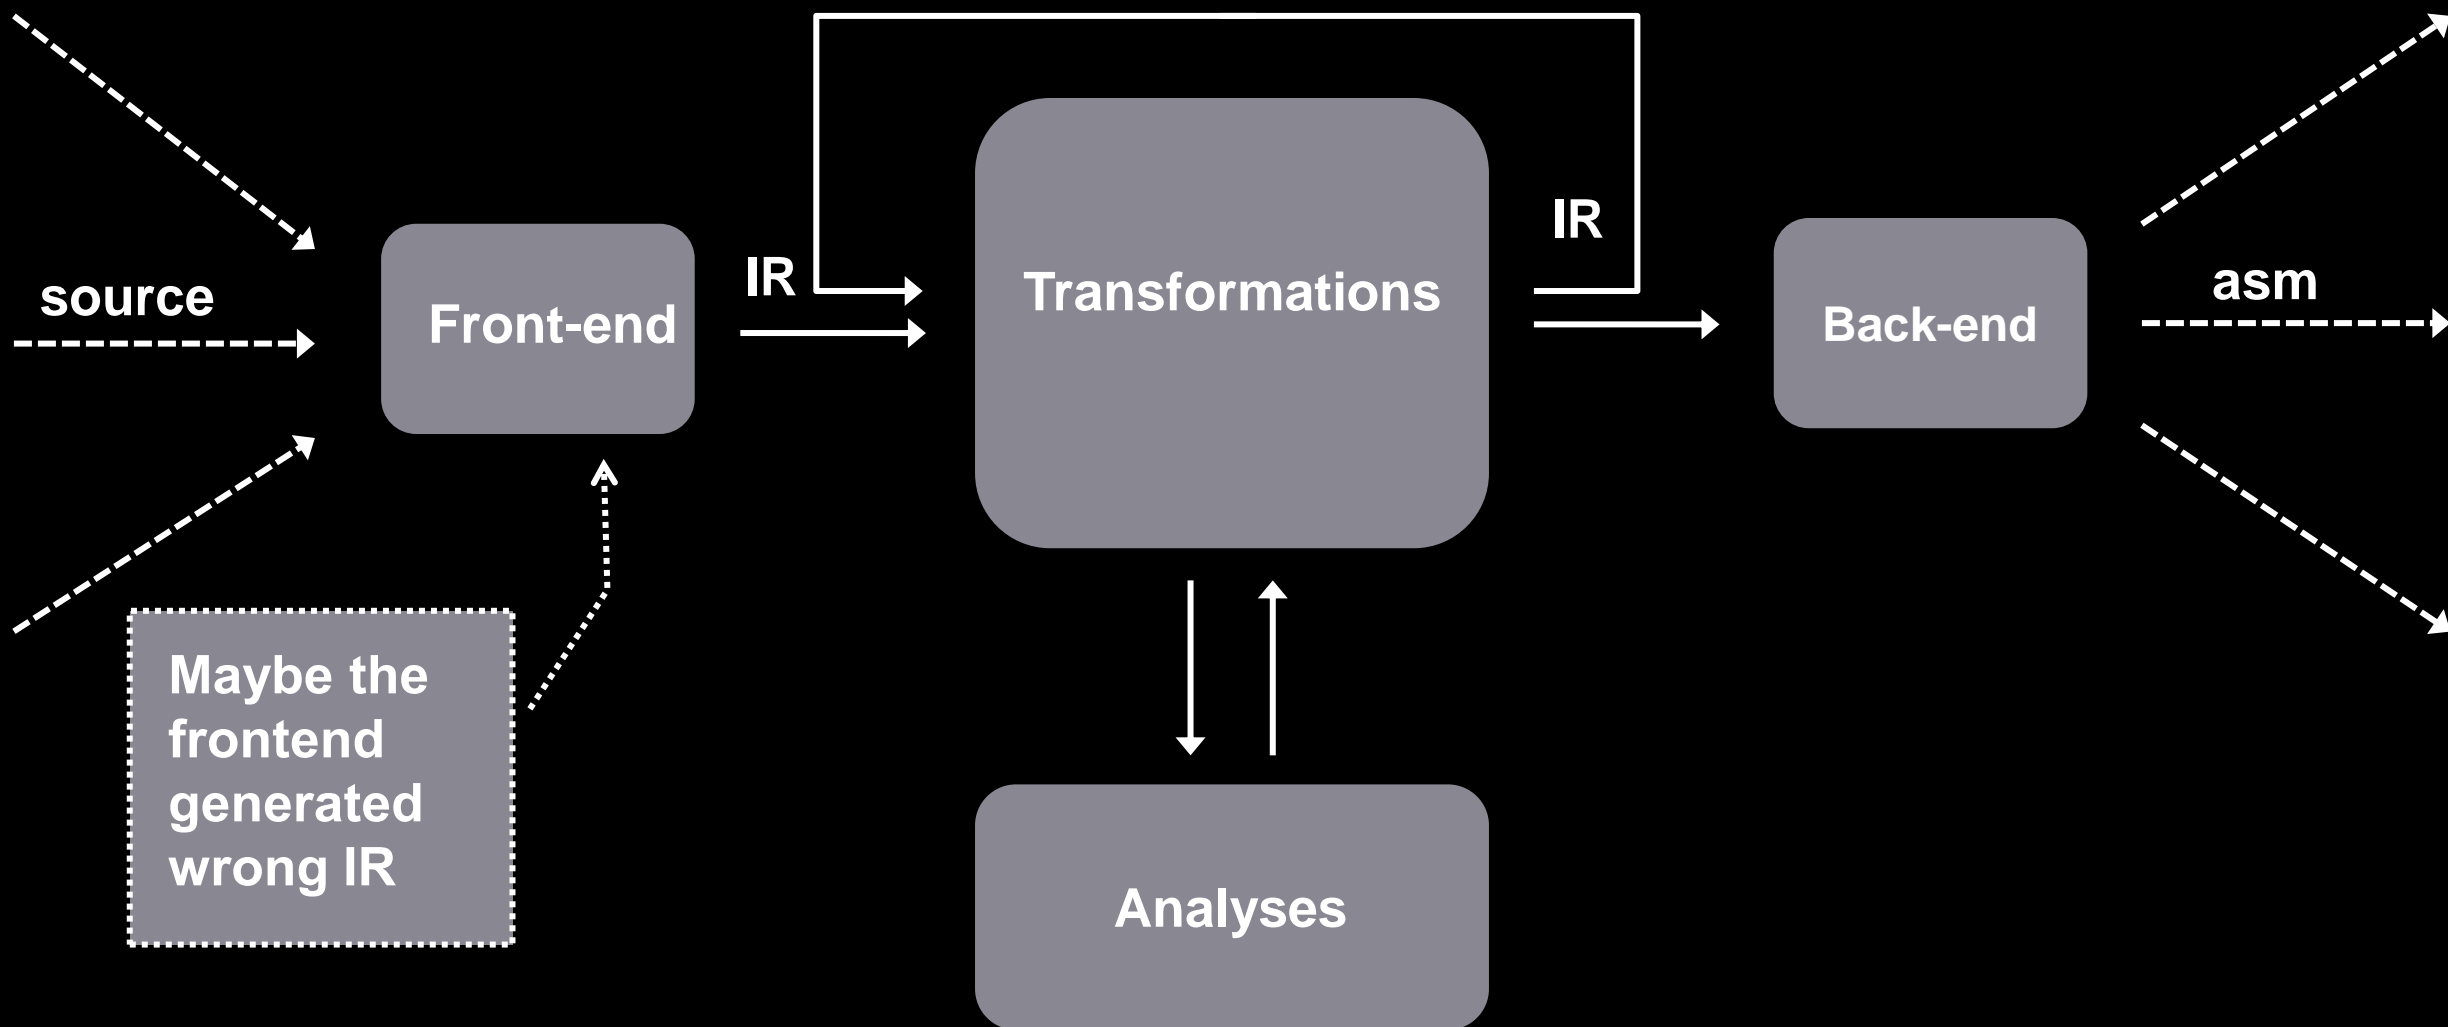 source
Front-end
IR
Transformations
IR
Back-end
asm
Maybe the
frontend
generated
wrong IR
Analyses